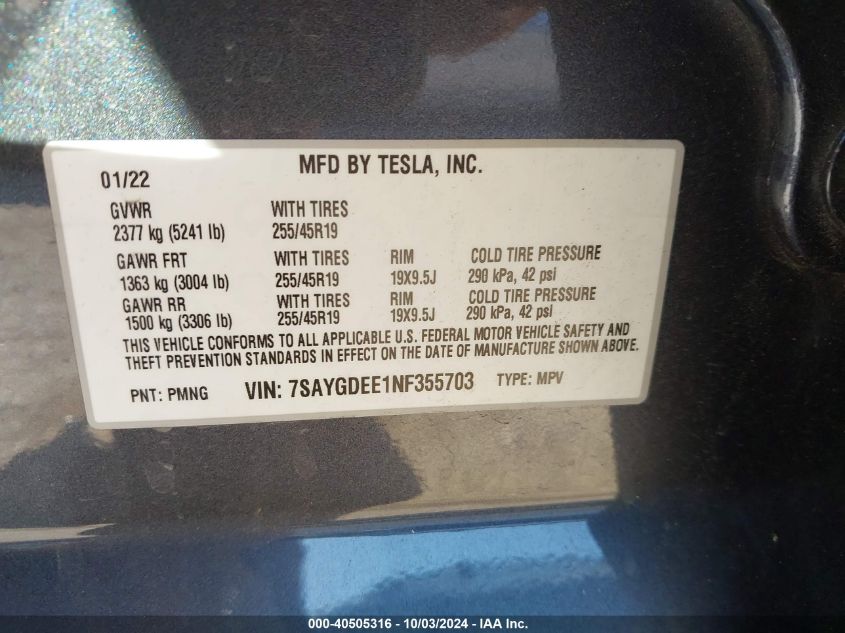 MFD BY TESLA, INC.
01/22
GVWR WITH TIRES
2377 kg (5241 lb) 255/45R19
GAWR FRT WITH TIRES RIM COLD TIRE PRESSURE
1363 kg (3004 lb) 255/45R19 19X9.5J 290 kPa, 42 psi
GAWR RR WITH TIRES RIM COLD TIRE PRESSURE
1500 kg (3306 lb) 255/45R19 19X9.5J 290 kPa, 42 psi
THIS VEHICLE CONFORMS TO ALL APPLICABLE U.S. FEDERAL MOTOR VEHICLE SAFETY AND
THEFT PREVENTION STANDARDS IN EFFECT ON THE DATE OF MANUFACTURE SHOWN ABOVE.
PNT: PMNG VIN: 7SAYGDEE1NF355703 TYPE: MPV
000-40505316 - 10/03/2024 - IAA Inc.